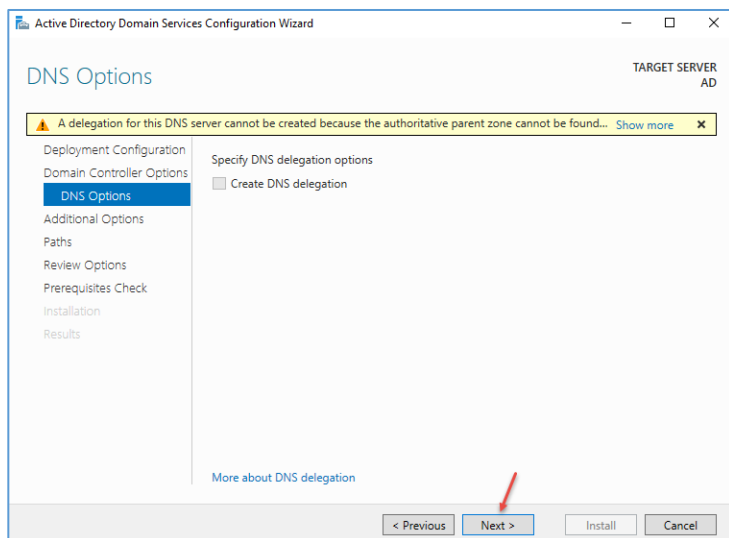 Active Directory Domain Services Configuration Wizard
DNS Options
TARGET SERVER
AD
A delegation for this DNS server cannot be created because the authoritative parent zone cannot be found... Show more
Deployment Configuration
Domain Controller Options
DNS Options
Additional Options
Paths
Review Options
Prerequisites Check
Installation
Results
Specify DNS delegation options
Create DNS delegation
More about DNS delegation
< Previous Next > Install Cancel